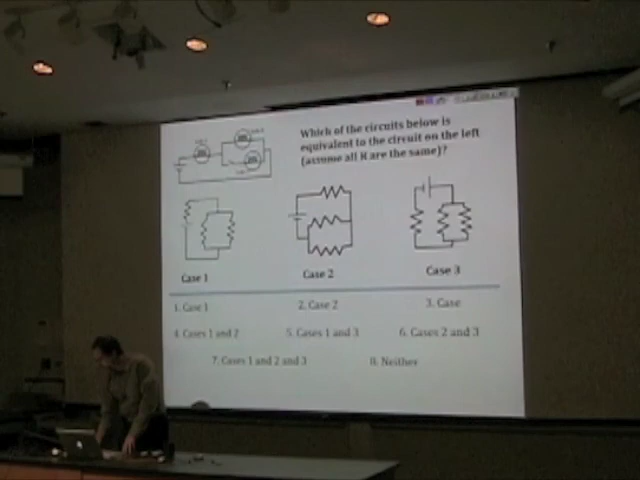 Which of the circuits below is
equivalent to the circuit on the left
(assume all R are the same)?
Case 1
Case 2
Case 3
1. Case 1
2. Case 2
3. Case
4. Cases 1 and 2
5. Cases 1 and 3
6. Cases 2 and 3
7. Cases 1 and 2 and 3
8. Neither